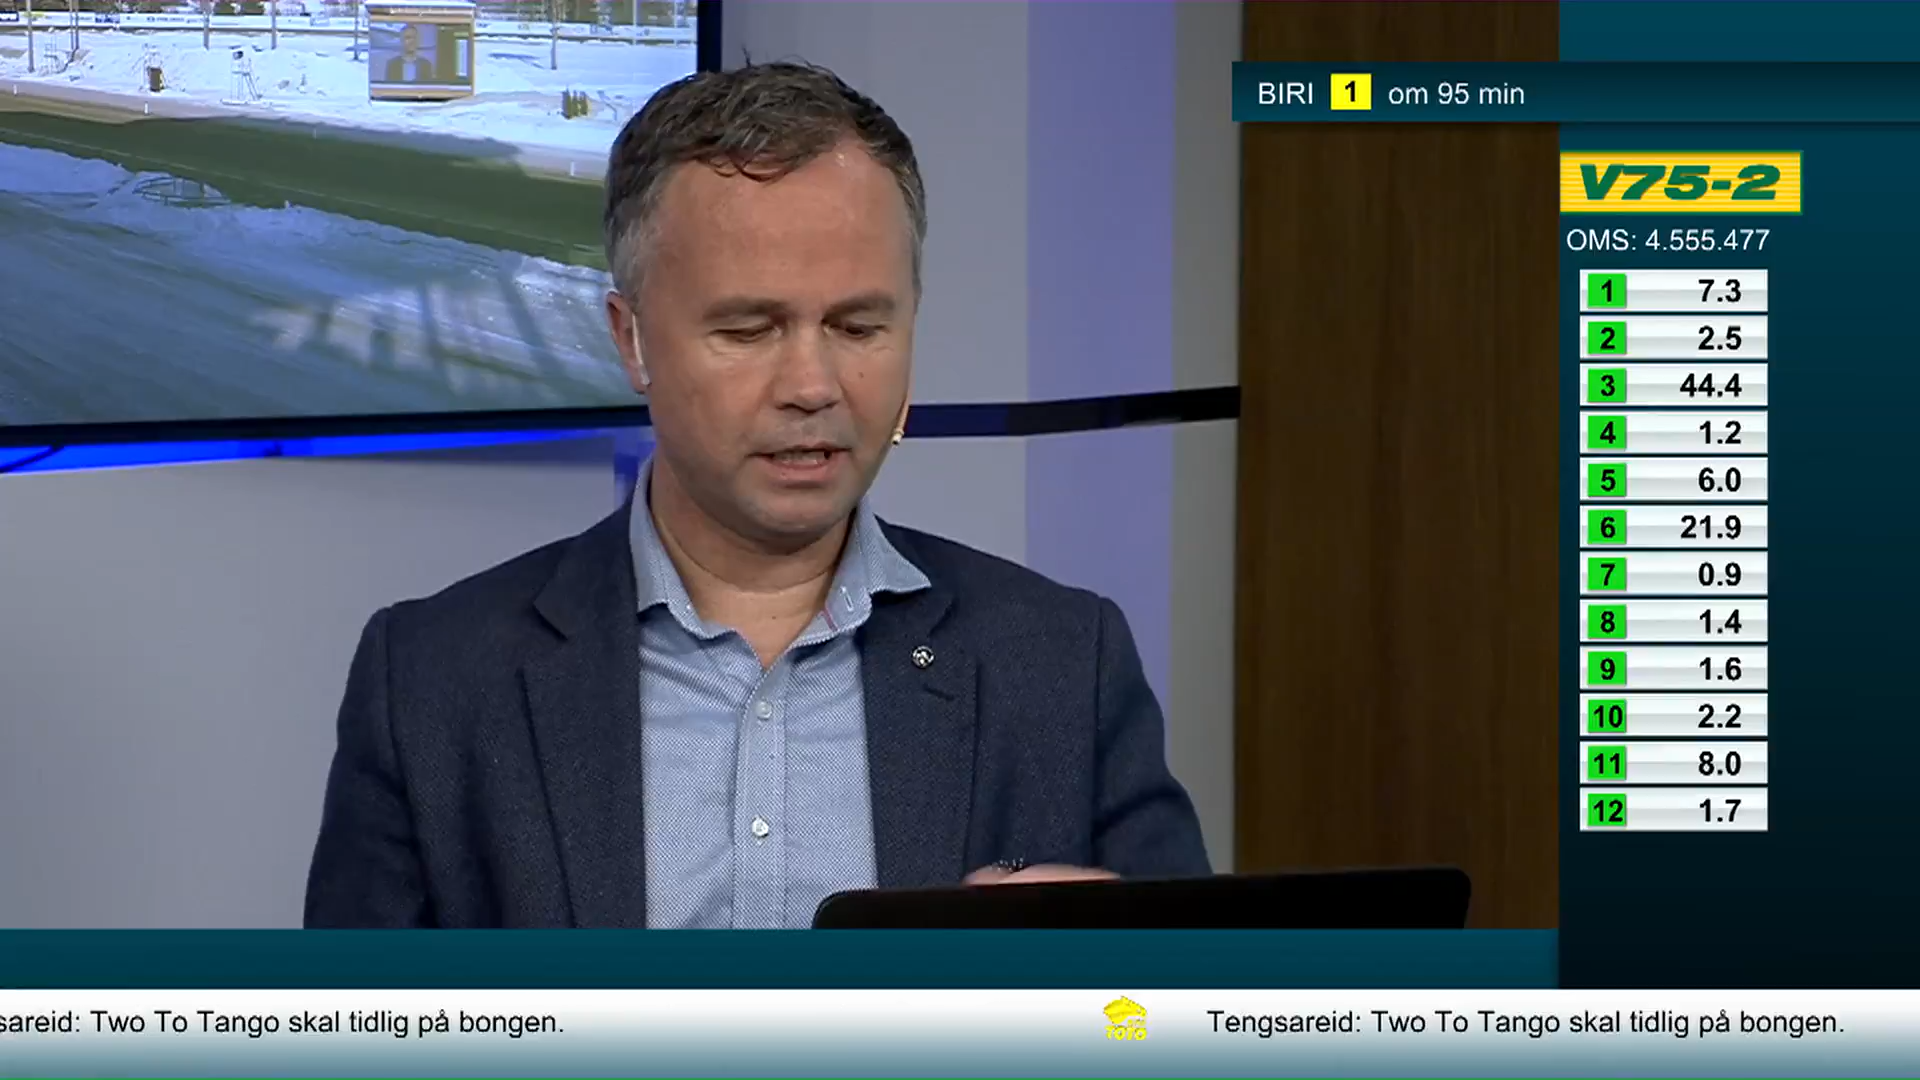 BIRI 1 om 95 min
V75-2
OMS: 4.555.477
1 7.3
2 2.5
3 44.4
4 1.2
5 6.0
6 21.9
7 0.9
8 1.4
9 1.6
10 2.2
11 8.0
12 1.7
sareid: Two To Tango skal tidlig på bongen.
TOTO
Tengsareid: Two To Tango skal tidlig på bongen.